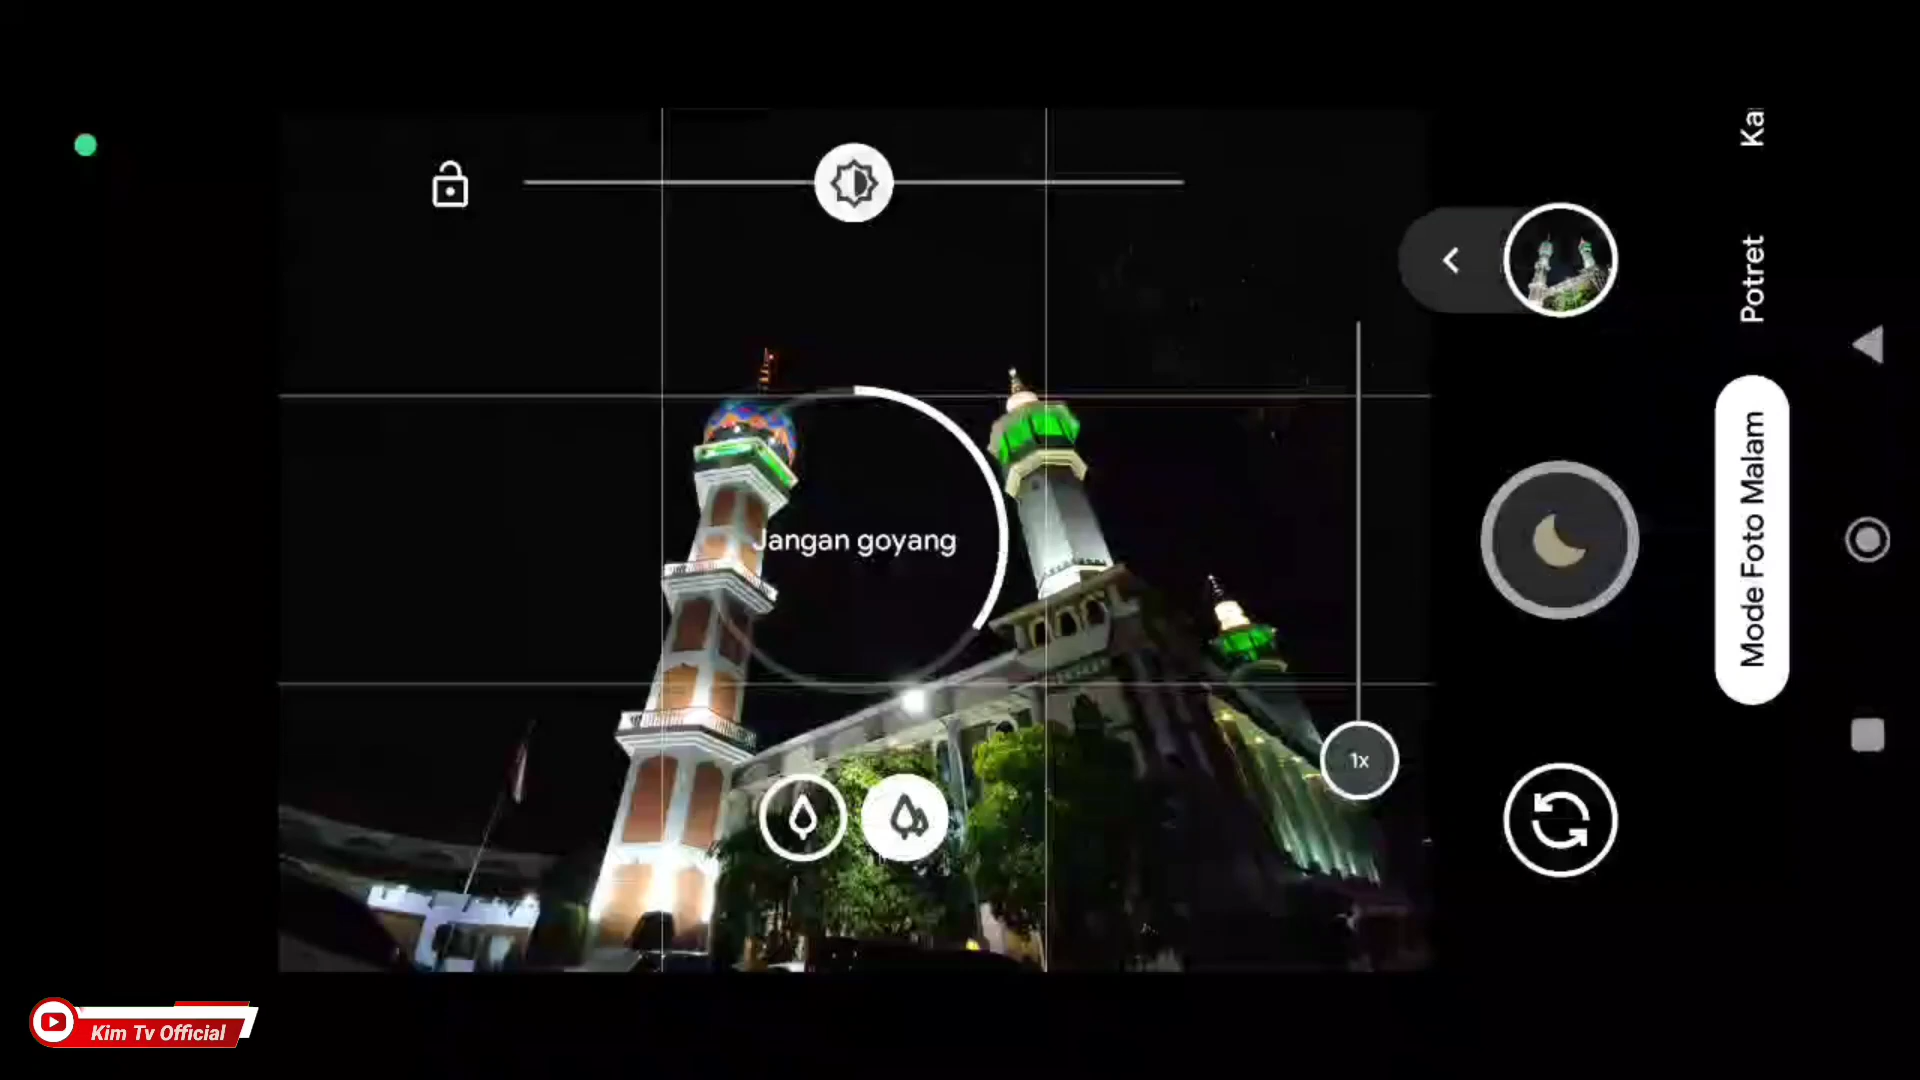 Ka
Potret
Jangan goyang
Mode Foto Malam
1x
Kim Tv Official